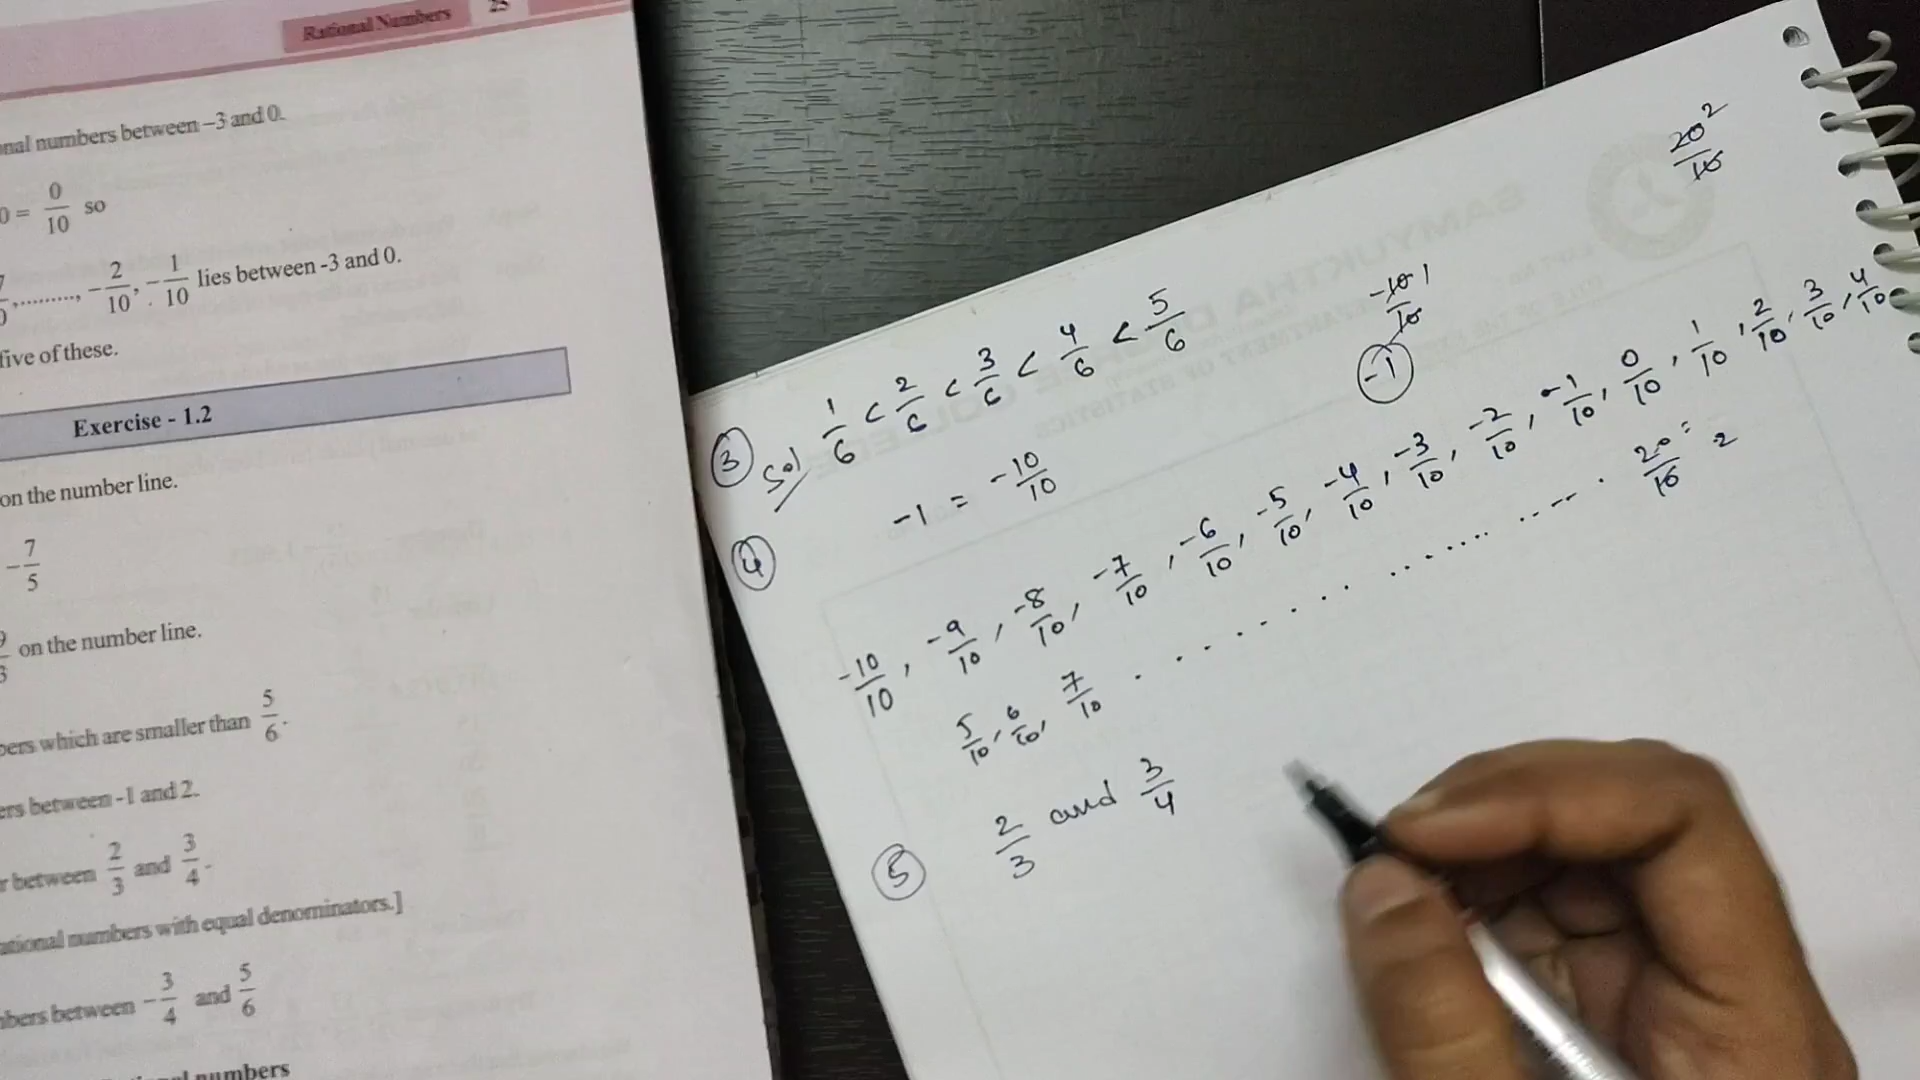 Rational Numbers 25
numbers between –3 and 0.
0 = 0/10 so
,........., - 2/10, - 1/10 lies between -3 and 0.
five of these.
Exercise - 1.2
on the number line.
- 7/5
on the number line.
which are smaller than 5/6.
between -1 and 2.
between 2/3 and 3/4.
numbers with equal denominators.]
between - 3/4 and 5/6
numbers
20/10 2
③ Sol 1/6 < 2/6 < 3/6 < 4/6 < 5/6
-10/10 1
-1
④ -1 = -10/10
-10/10, -9/10, -8/10, -7/10, -6/10, -5/10, -4/10, -3/10, -2/10, -1/10, 0/10, 1/10, 2/10, 3/10, 4/10
5/10, 6/10, 7/10 . . . . . . . . . . . . . . . . . . . . 20/10 = 2
⑤ 2/3 and 3/4